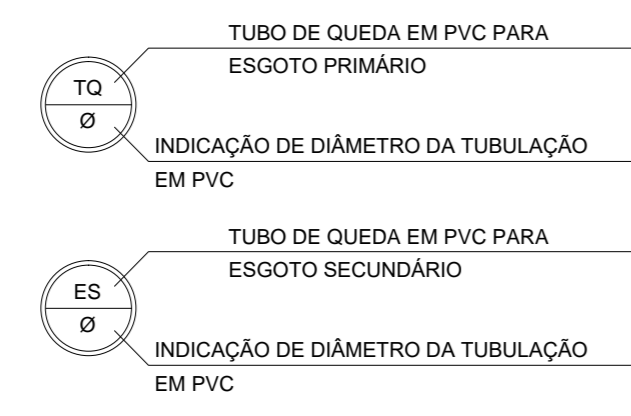 TUBO DE QUEDA EM PVC PARA
ESGOTO PRIMÁRIO
TQ
Ø
INDICAÇÃO DE DIÂMETRO DA TUBULAÇÃO
EM PVC
TUBO DE QUEDA EM PVC PARA
ESGOTO SECUNDÁRIO
ES
Ø
INDICAÇÃO DE DIÂMETRO DA TUBULAÇÃO
EM PVC